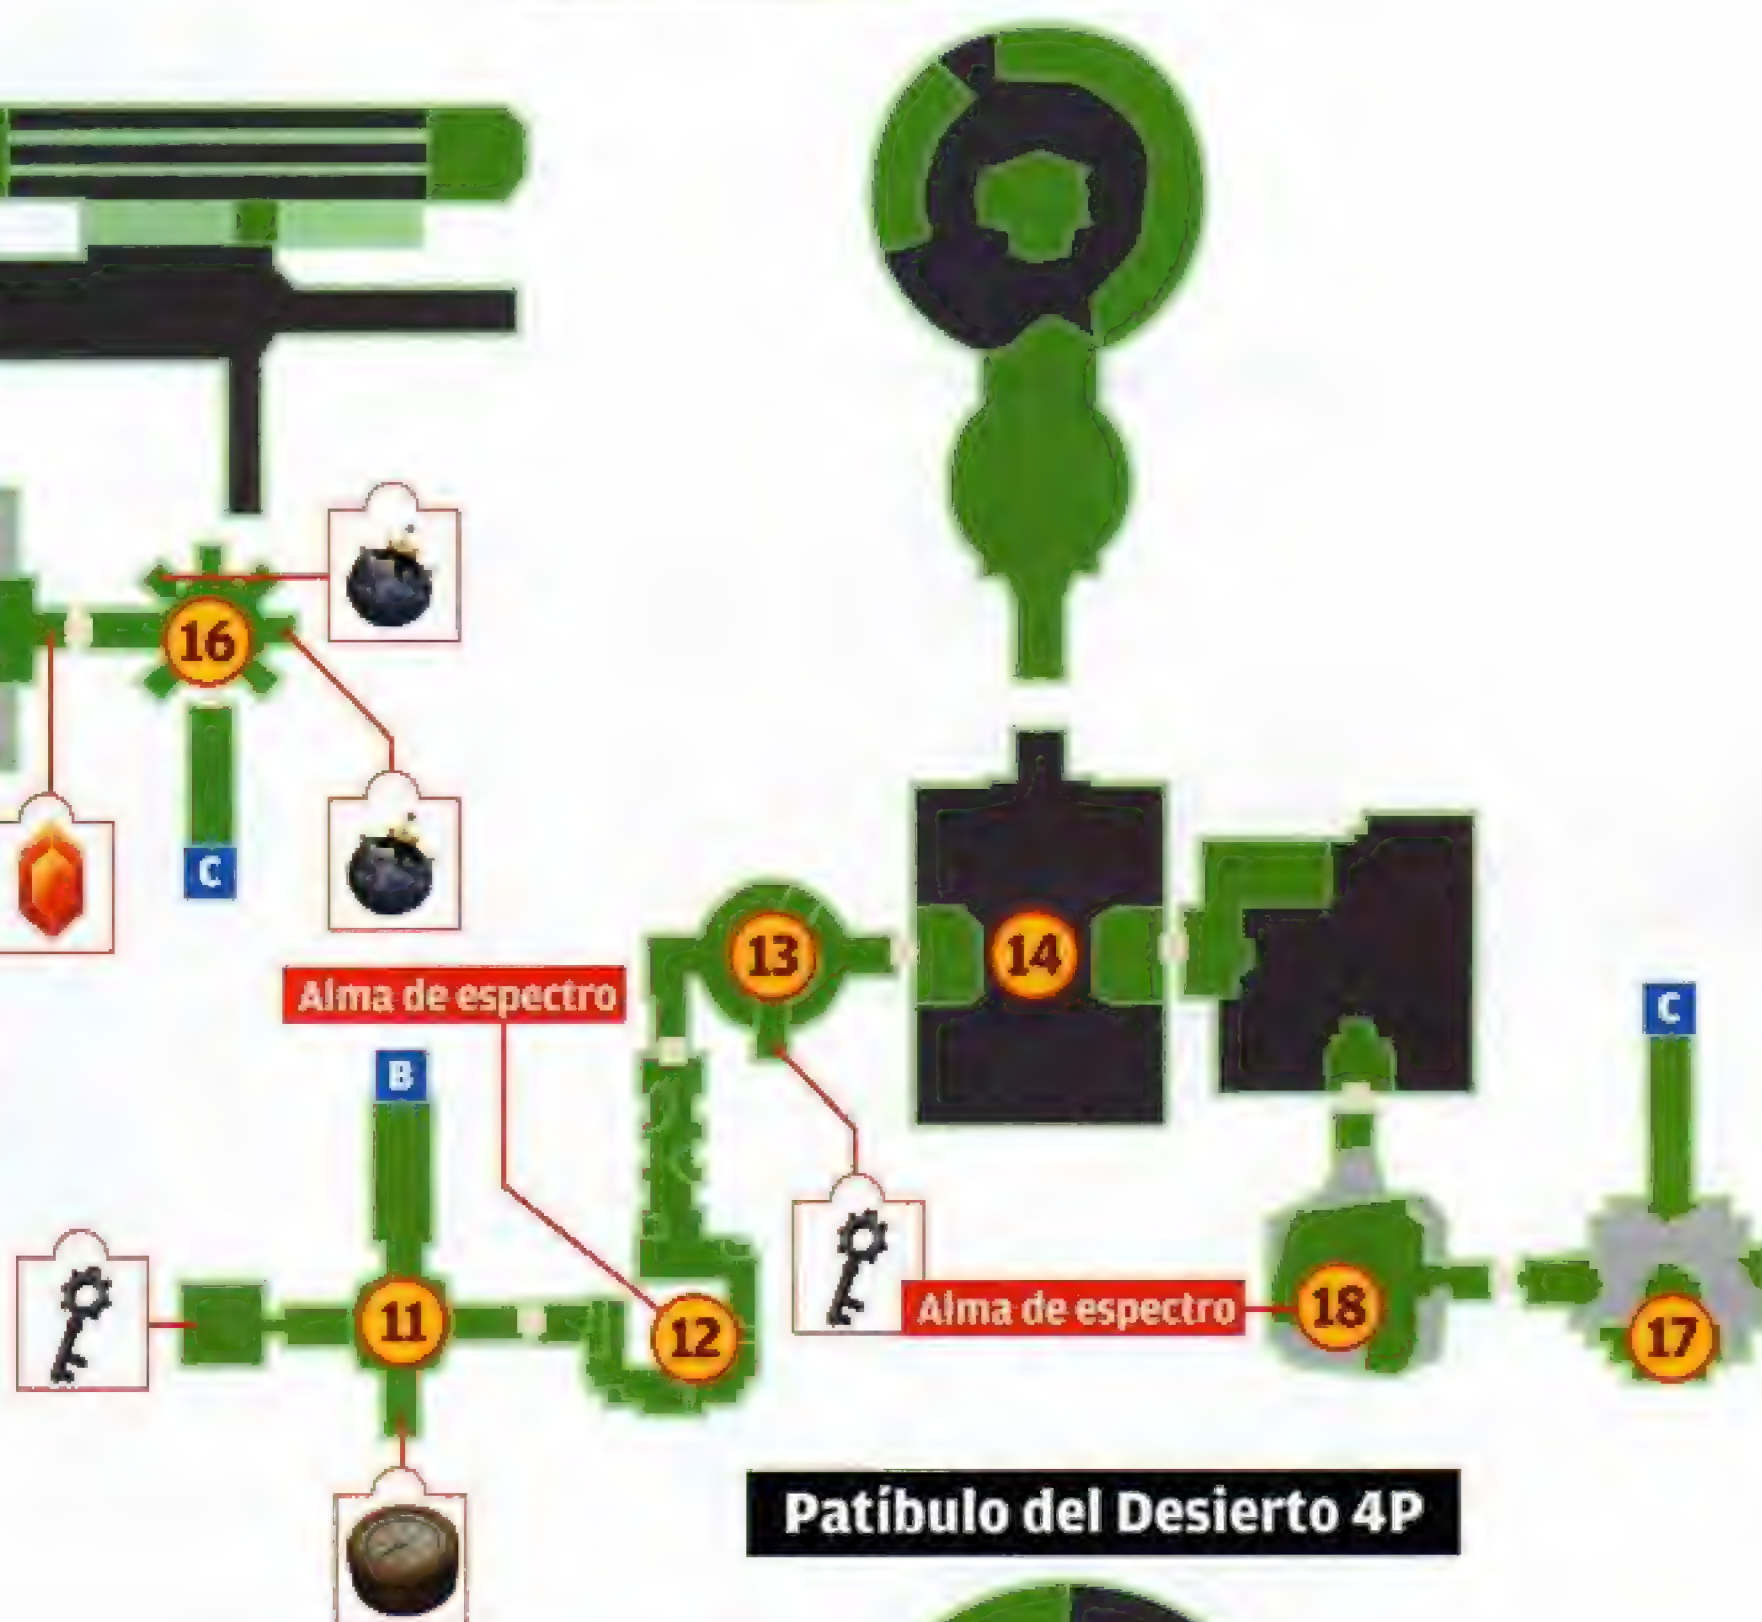 16
C
Alma de espectro
13
14
C
B
11
12
Alma de espectro
18
17
Patíbulo del Desierto 4P